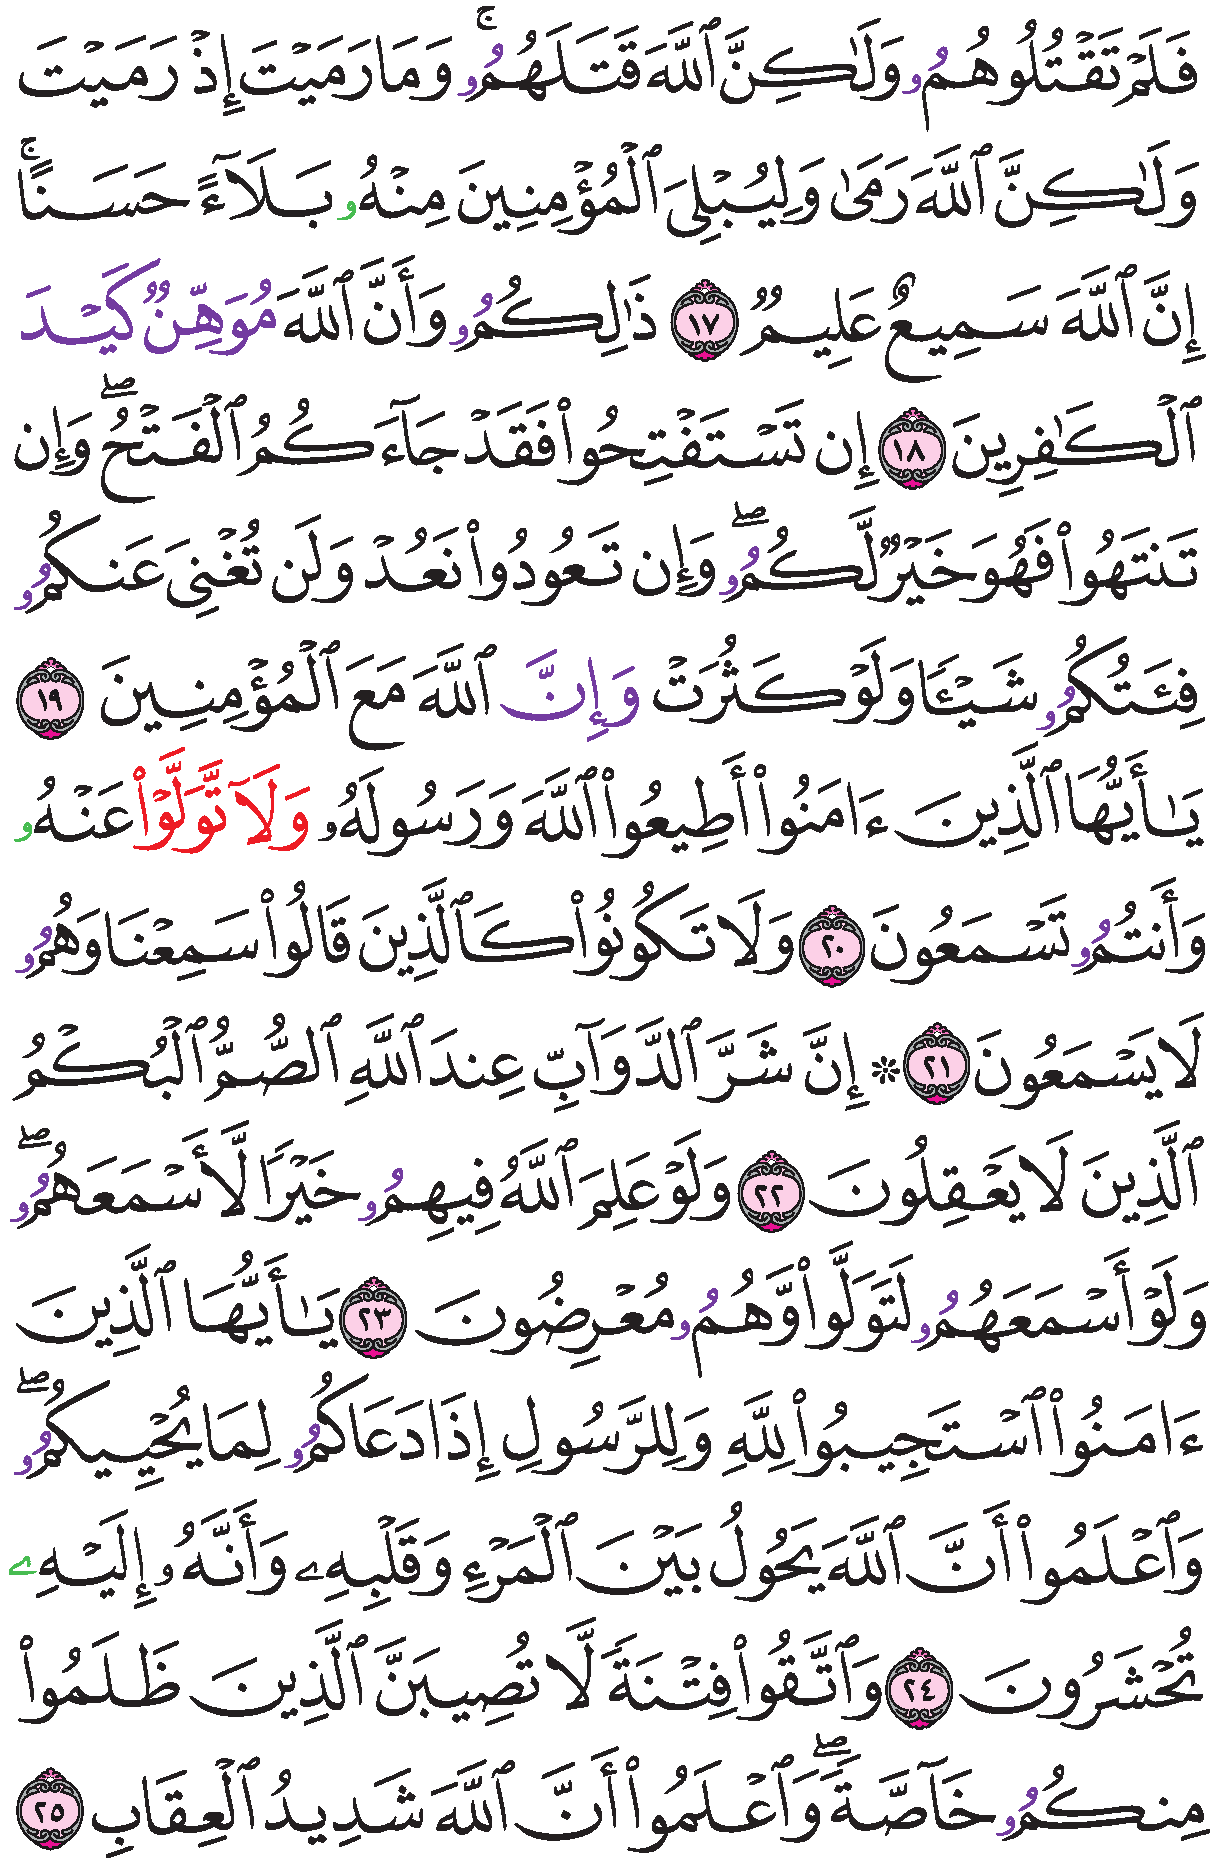 فَلَمۡ تَقۡتُلُوهُمُۥ وَلَٰكِنَّ ٱللَّهَ قَتَلَهُمُۥۚ وَمَا رَمَيۡتَ إِذۡ رَمَيۡتَ
وَلَٰكِنَّ ٱللَّهَ رَمَىٰ وَلِيُبۡلِيَ ٱلۡمُؤۡمِنِينَ مِنۡهُۥ بَلَآءً حَسَنًاۚ
إِنَّ ٱللَّهَ سَمِيعٌ عَلِيمٌ ١٧ ذَٰلِكُمُۥ وَأَنَّ ٱللَّهَ مُوَهِّنٌ كَيۡدَ
ٱلۡكَٰفِرِينَ ١٨ إِن تَسۡتَفۡتِحُواْ فَقَدۡ جَآءَكُمُ ٱلۡفَتۡحُۖ وَإِن
تَنتَهُواْ فَهُوَ خَيۡرٌ لَّكُمُۥۖ وَإِن تَعُودُواْ نَعُدۡ وَلَن تُغۡنِيَ عَنكُمُۥ
فِئَتُكُمُۥ شَيۡـًٔا وَلَوۡ كَثُرَتۡ وَإِنَّ ٱللَّهَ مَعَ ٱلۡمُؤۡمِنِينَ ١٩
يَٰٓأَيُّهَا ٱلَّذِينَ ءَامَنُواْ أَطِيعُواْ ٱللَّهَ وَرَسُولَهُۥ وَلَآ تَّوَلَّوۡاْ عَنۡهُۥ
وَأَنتُمُۥ تَسۡمَعُونَ ٢٠ وَلَا تَكُونُواْ كَٱلَّذِينَ قَالُواْ سَمِعۡنَا وَهُمُۥ
لَا يَسۡمَعُونَ ٢١ ۞ إِنَّ شَرَّ ٱلدَّوَآبِّ عِندَ ٱللَّهِ ٱلصُّمُّ ٱلۡبُكۡمُ
ٱلَّذِينَ لَا يَعۡقِلُونَ ٢٢ وَلَوۡ عَلِمَ ٱللَّهُ فِيهِمُۥ خَيۡرًا لَّأَسۡمَعَهُمُۥۖ
وَلَوۡ أَسۡمَعَهُمُۥ لَتَوَلَّواْ وَّهُمُۥ مُعۡرِضُونَ ٢٣ يَٰٓأَيُّهَا ٱلَّذِينَ
ءَامَنُواْ ٱسۡتَجِيبُواْ لِلَّهِ وَلِلرَّسُولِ إِذَا دَعَاكُمُۥ لِمَا يُحۡيِيكُمُۥۖ
وَٱعۡلَمُوٓاْ أَنَّ ٱللَّهَ يَحُولُ بَيۡنَ ٱلۡمَرۡءِ وَقَلۡبِهِۦ وَأَنَّهُۥ إِلَيۡهِۦ
تُحۡشَرُونَ ٢٤ وَٱتَّقُواْ فِتۡنَةً لَّا تُصِيبَنَّ ٱلَّذِينَ ظَلَمُواْ
مِنكُمُۥ خَآصَّةًۖ وَٱعۡلَمُوٓاْ أَنَّ ٱللَّهَ شَدِيدُ ٱلۡعِقَابِ ٢٥